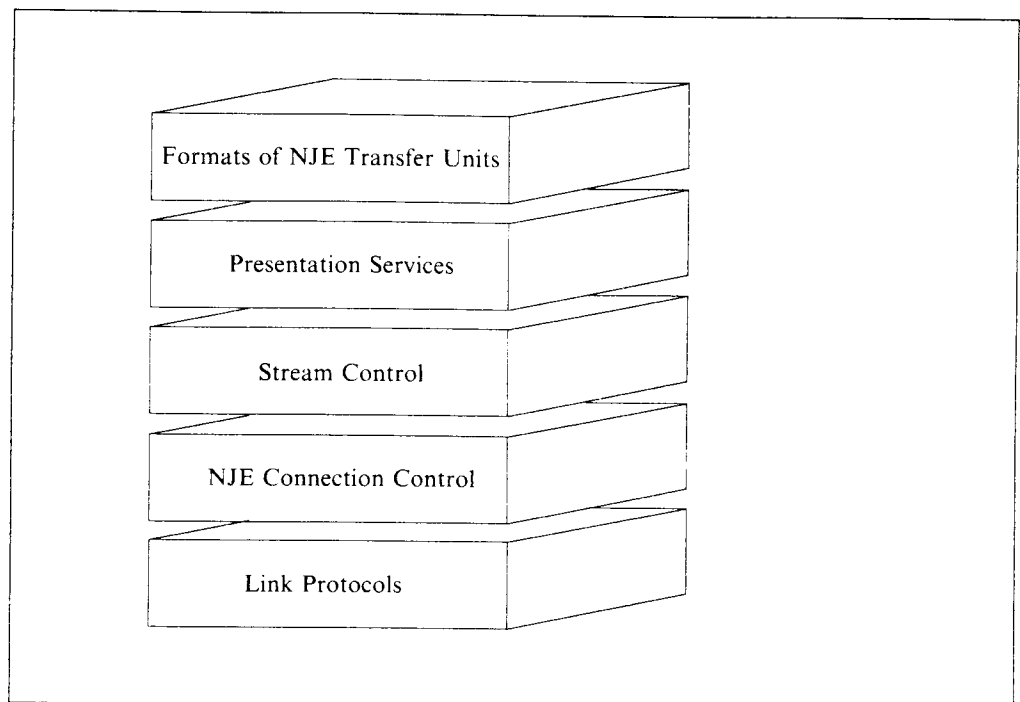 Formats of NJE Transfer Units
Presentation Services
Stream Control
NJE Connection Control
Link Protocols